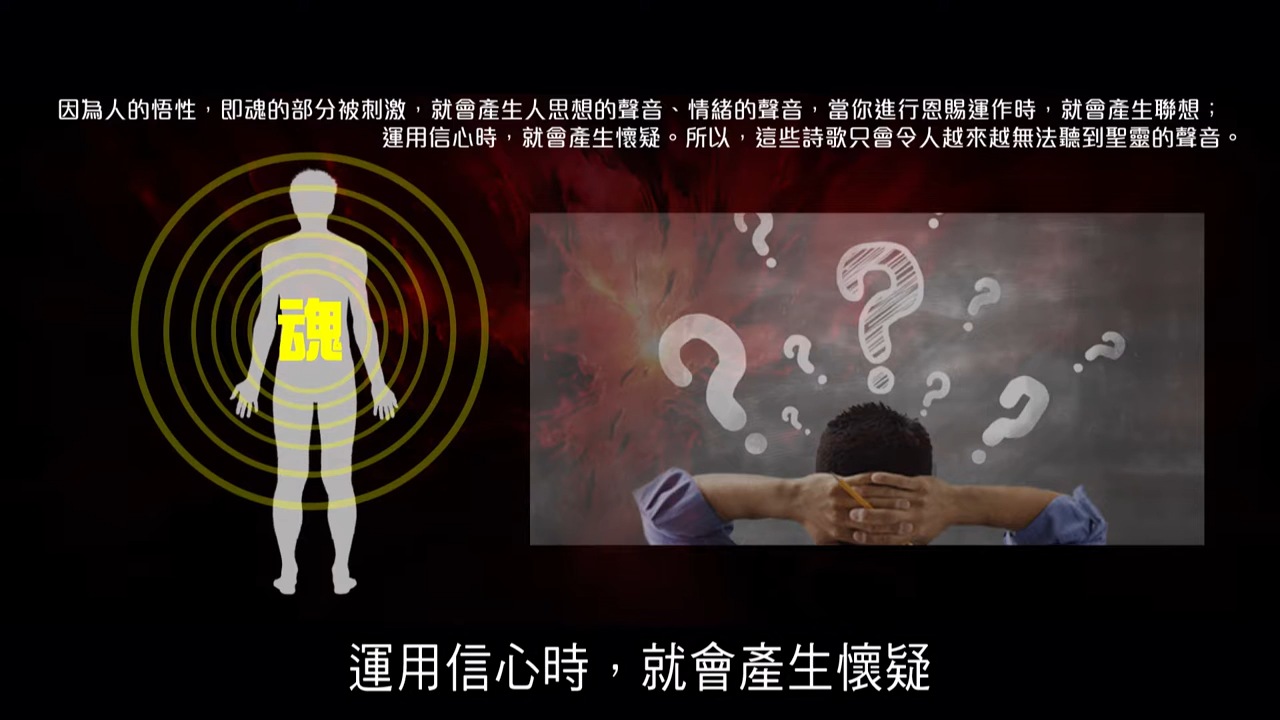 因為人的悟性，即魂的部分被刺激，就會產生人思想的聲音、情緒的聲音，當你進行恩賜運作時，就會產生聯想；
運用信心時，就會產生懷疑。所以，這些詩歌只會令人越來越無法聽到聖靈的聲音。
魂
運用信心時，就會產生懷疑